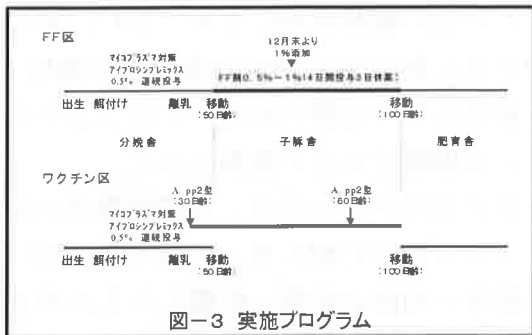 FF区
12月末より
1%添加
マイコプラズマ対策
アイブロシンプレミックス
0.5% 連続投与
FF剤0.5%～1%(4日間投与3日休薬)
出生 餌付け 離乳 移動 移動
(50日齢) (100日齢)
分娩舎 子豚舎 肥育舎
ワクチン区
A. pp2型 A. pp2型
(30日齢) (60日齢)
マイコプラズマ対策
アイブロシンプレミックス
0.5% 連続投与
出生 餌付け 離乳 移動 移動
(50日齢) (100日齢)
図-3 実施プログラム